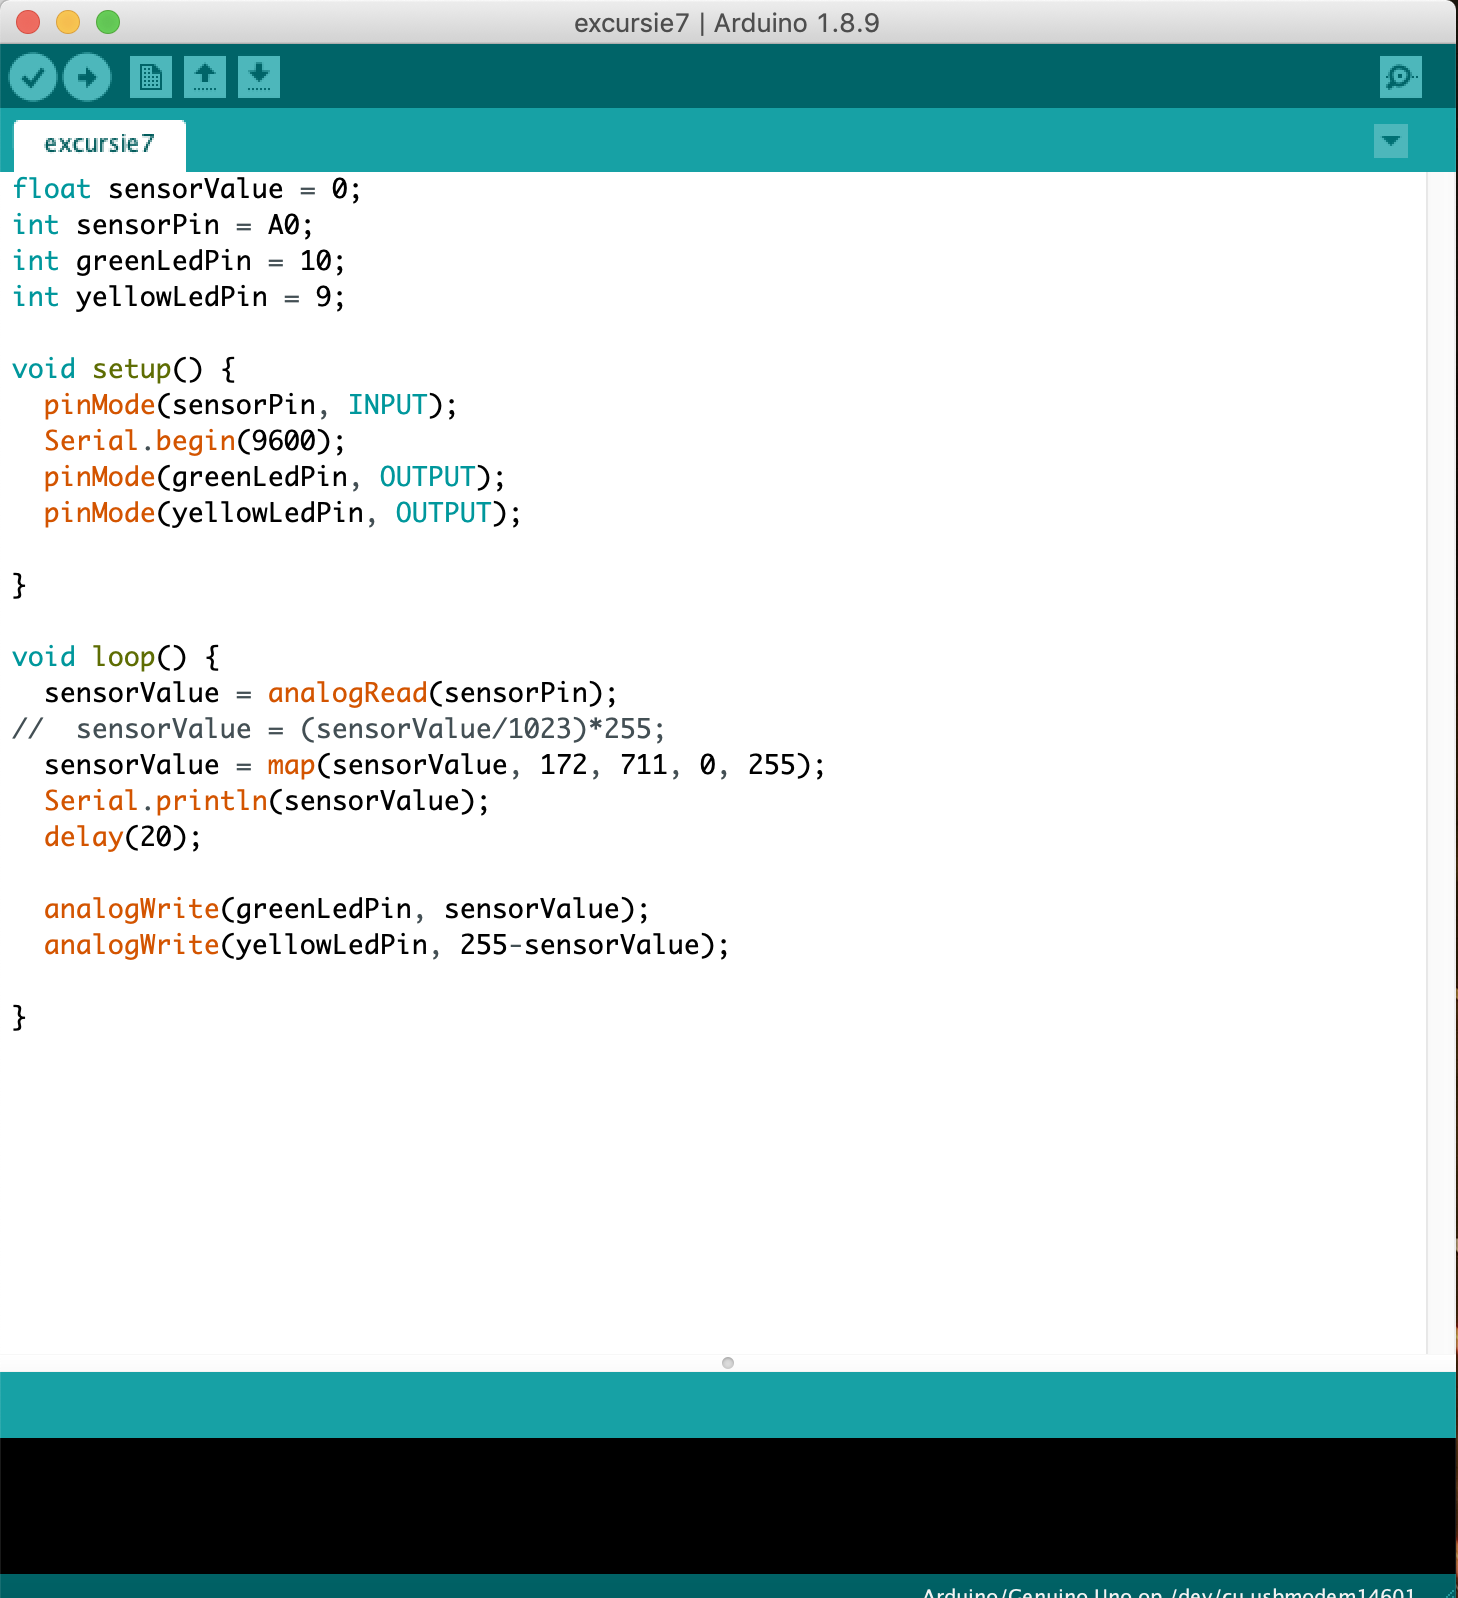 excursie7 | Arduino 1.8.9
excursie7
float sensorValue = 0;
int sensorPin = A0;
int greenLedPin = 10;
int yellowLedPin = 9;
void setup() {
  pinMode(sensorPin, INPUT);
  Serial.begin(9600);
  pinMode(greenLedPin, OUTPUT);
  pinMode(yellowLedPin, OUTPUT);
}
void loop() {
  sensorValue = analogRead(sensorPin);
//  sensorValue = (sensorValue/1023)*255;
  sensorValue = map(sensorValue, 172, 711, 0, 255);
  Serial.println(sensorValue);
  delay(20);
  analogWrite(greenLedPin, sensorValue);
  analogWrite(yellowLedPin, 255-sensorValue);
}
Arduino/Genuino Uno op /dev/cu.usbmodem14601